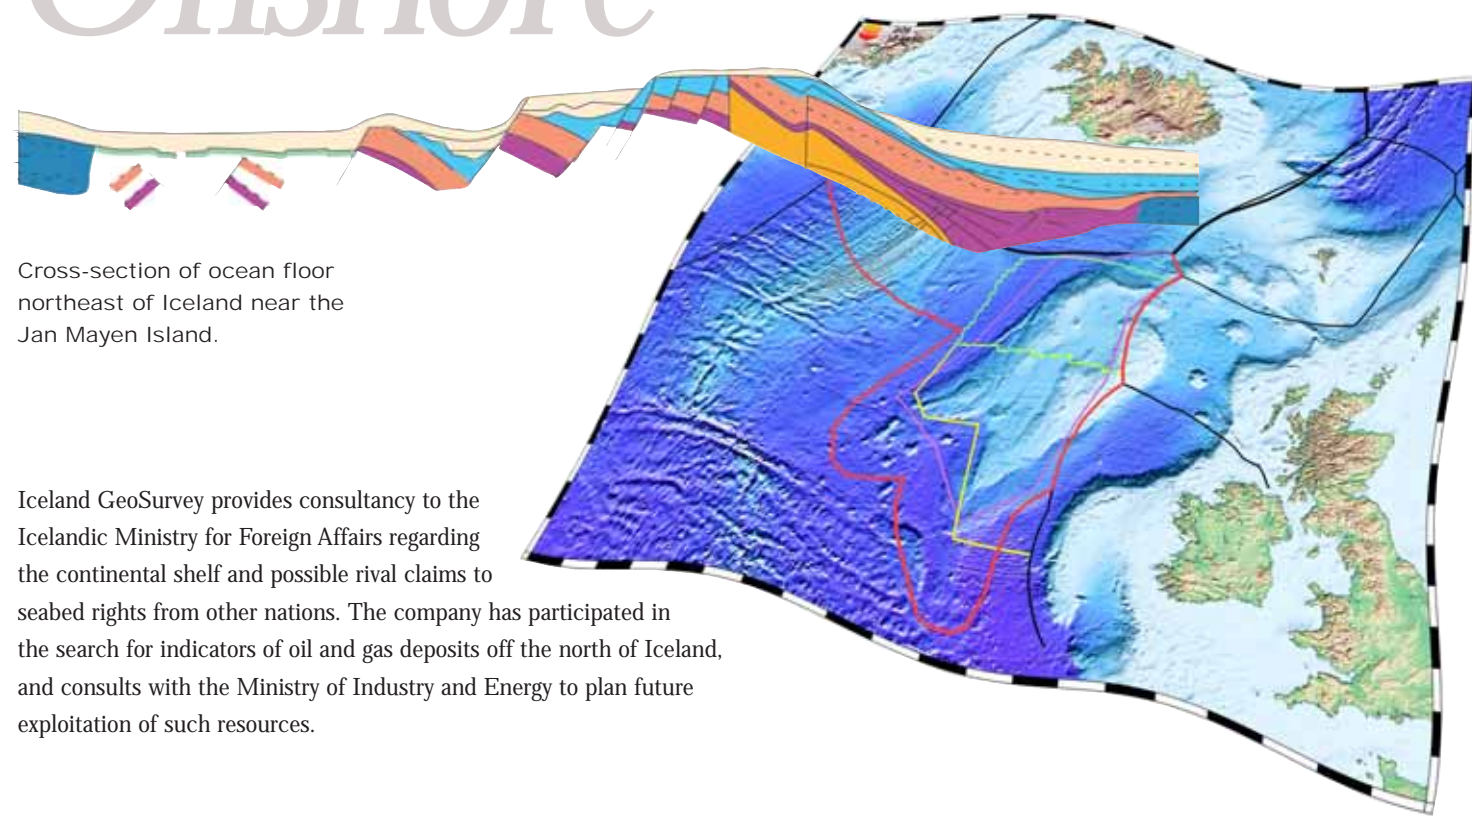 Offshore
Cross-section of ocean floor
northeast of Iceland near the
Jan Mayen Island.
Iceland GeoSurvey provides consultancy to the
Icelandic Ministry for Foreign Affairs regarding
the continental shelf and possible rival claims to
seabed rights from other nations. The company has participated in
the search for indicators of oil and gas deposits off the north of Iceland,
and consults with the Ministry of Industry and Energy to plan future
exploitation of such resources.